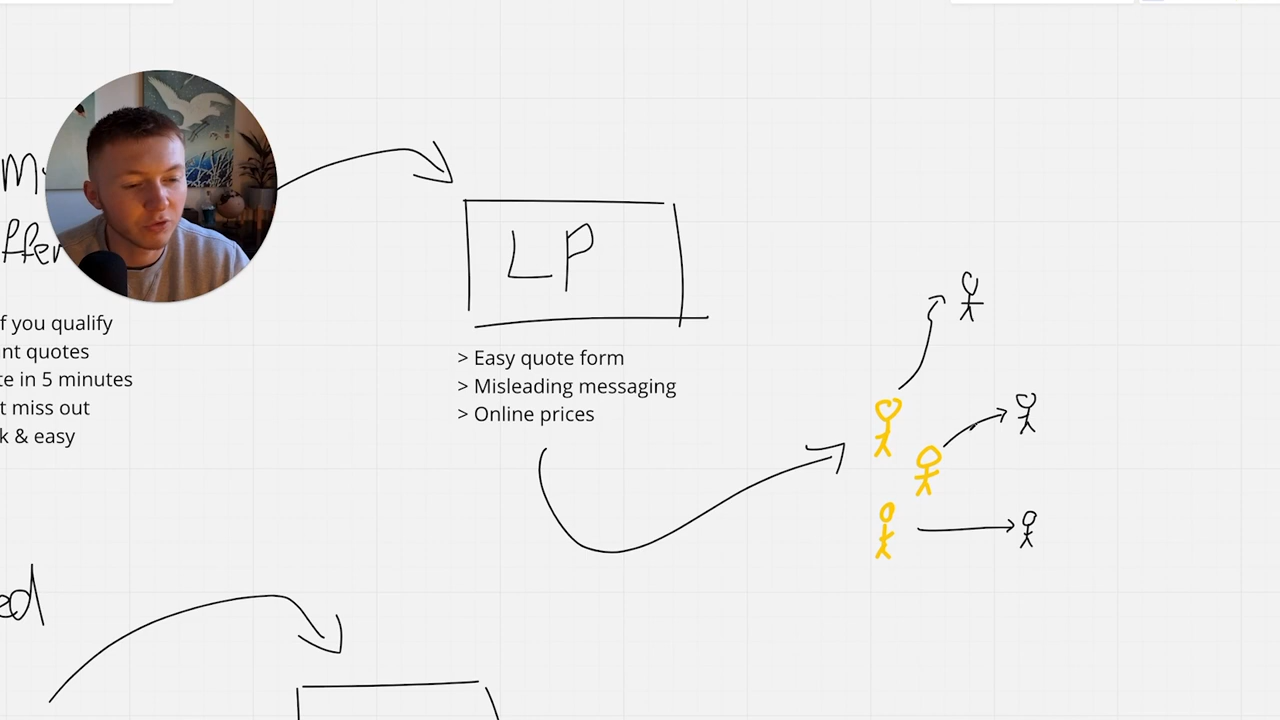 LP
f you qualify
nt quotes
te in 5 minutes
t miss out
k & easy
> Easy quote form
> Misleading messaging
> Online prices
ed